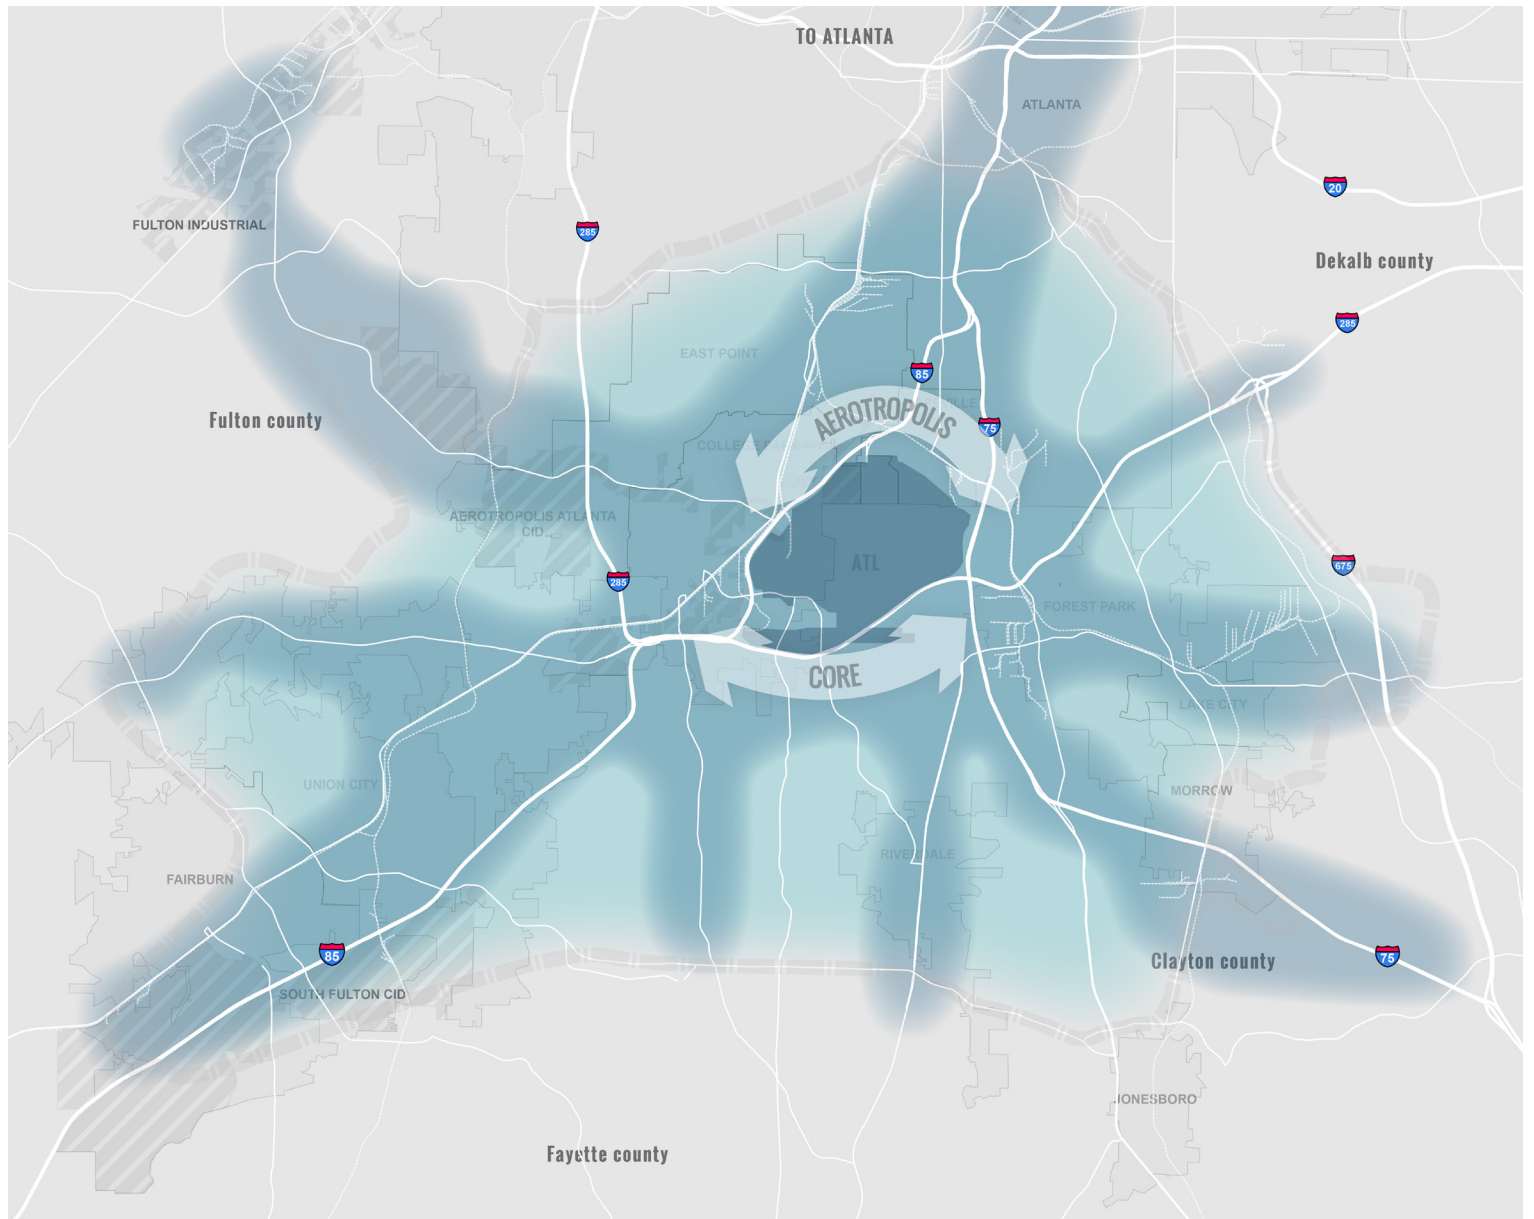 TO ATLANTA
ATLANTA
20
FULTON INDUSTRIAL
285
Dekalb county
285
EAST POINT
85
AEROTROPOLIS
75
Fulton county
AEROTROPOLIS ATLANTA
CID
ATL
675
285
FOREST PARK
CORE
LAKE CITY
UNION CITY
MORROW
RIVERDALE
FAIRBURN
85
Clayton county
75
SOUTH FULTON CID
JONESBORO
Fayette county